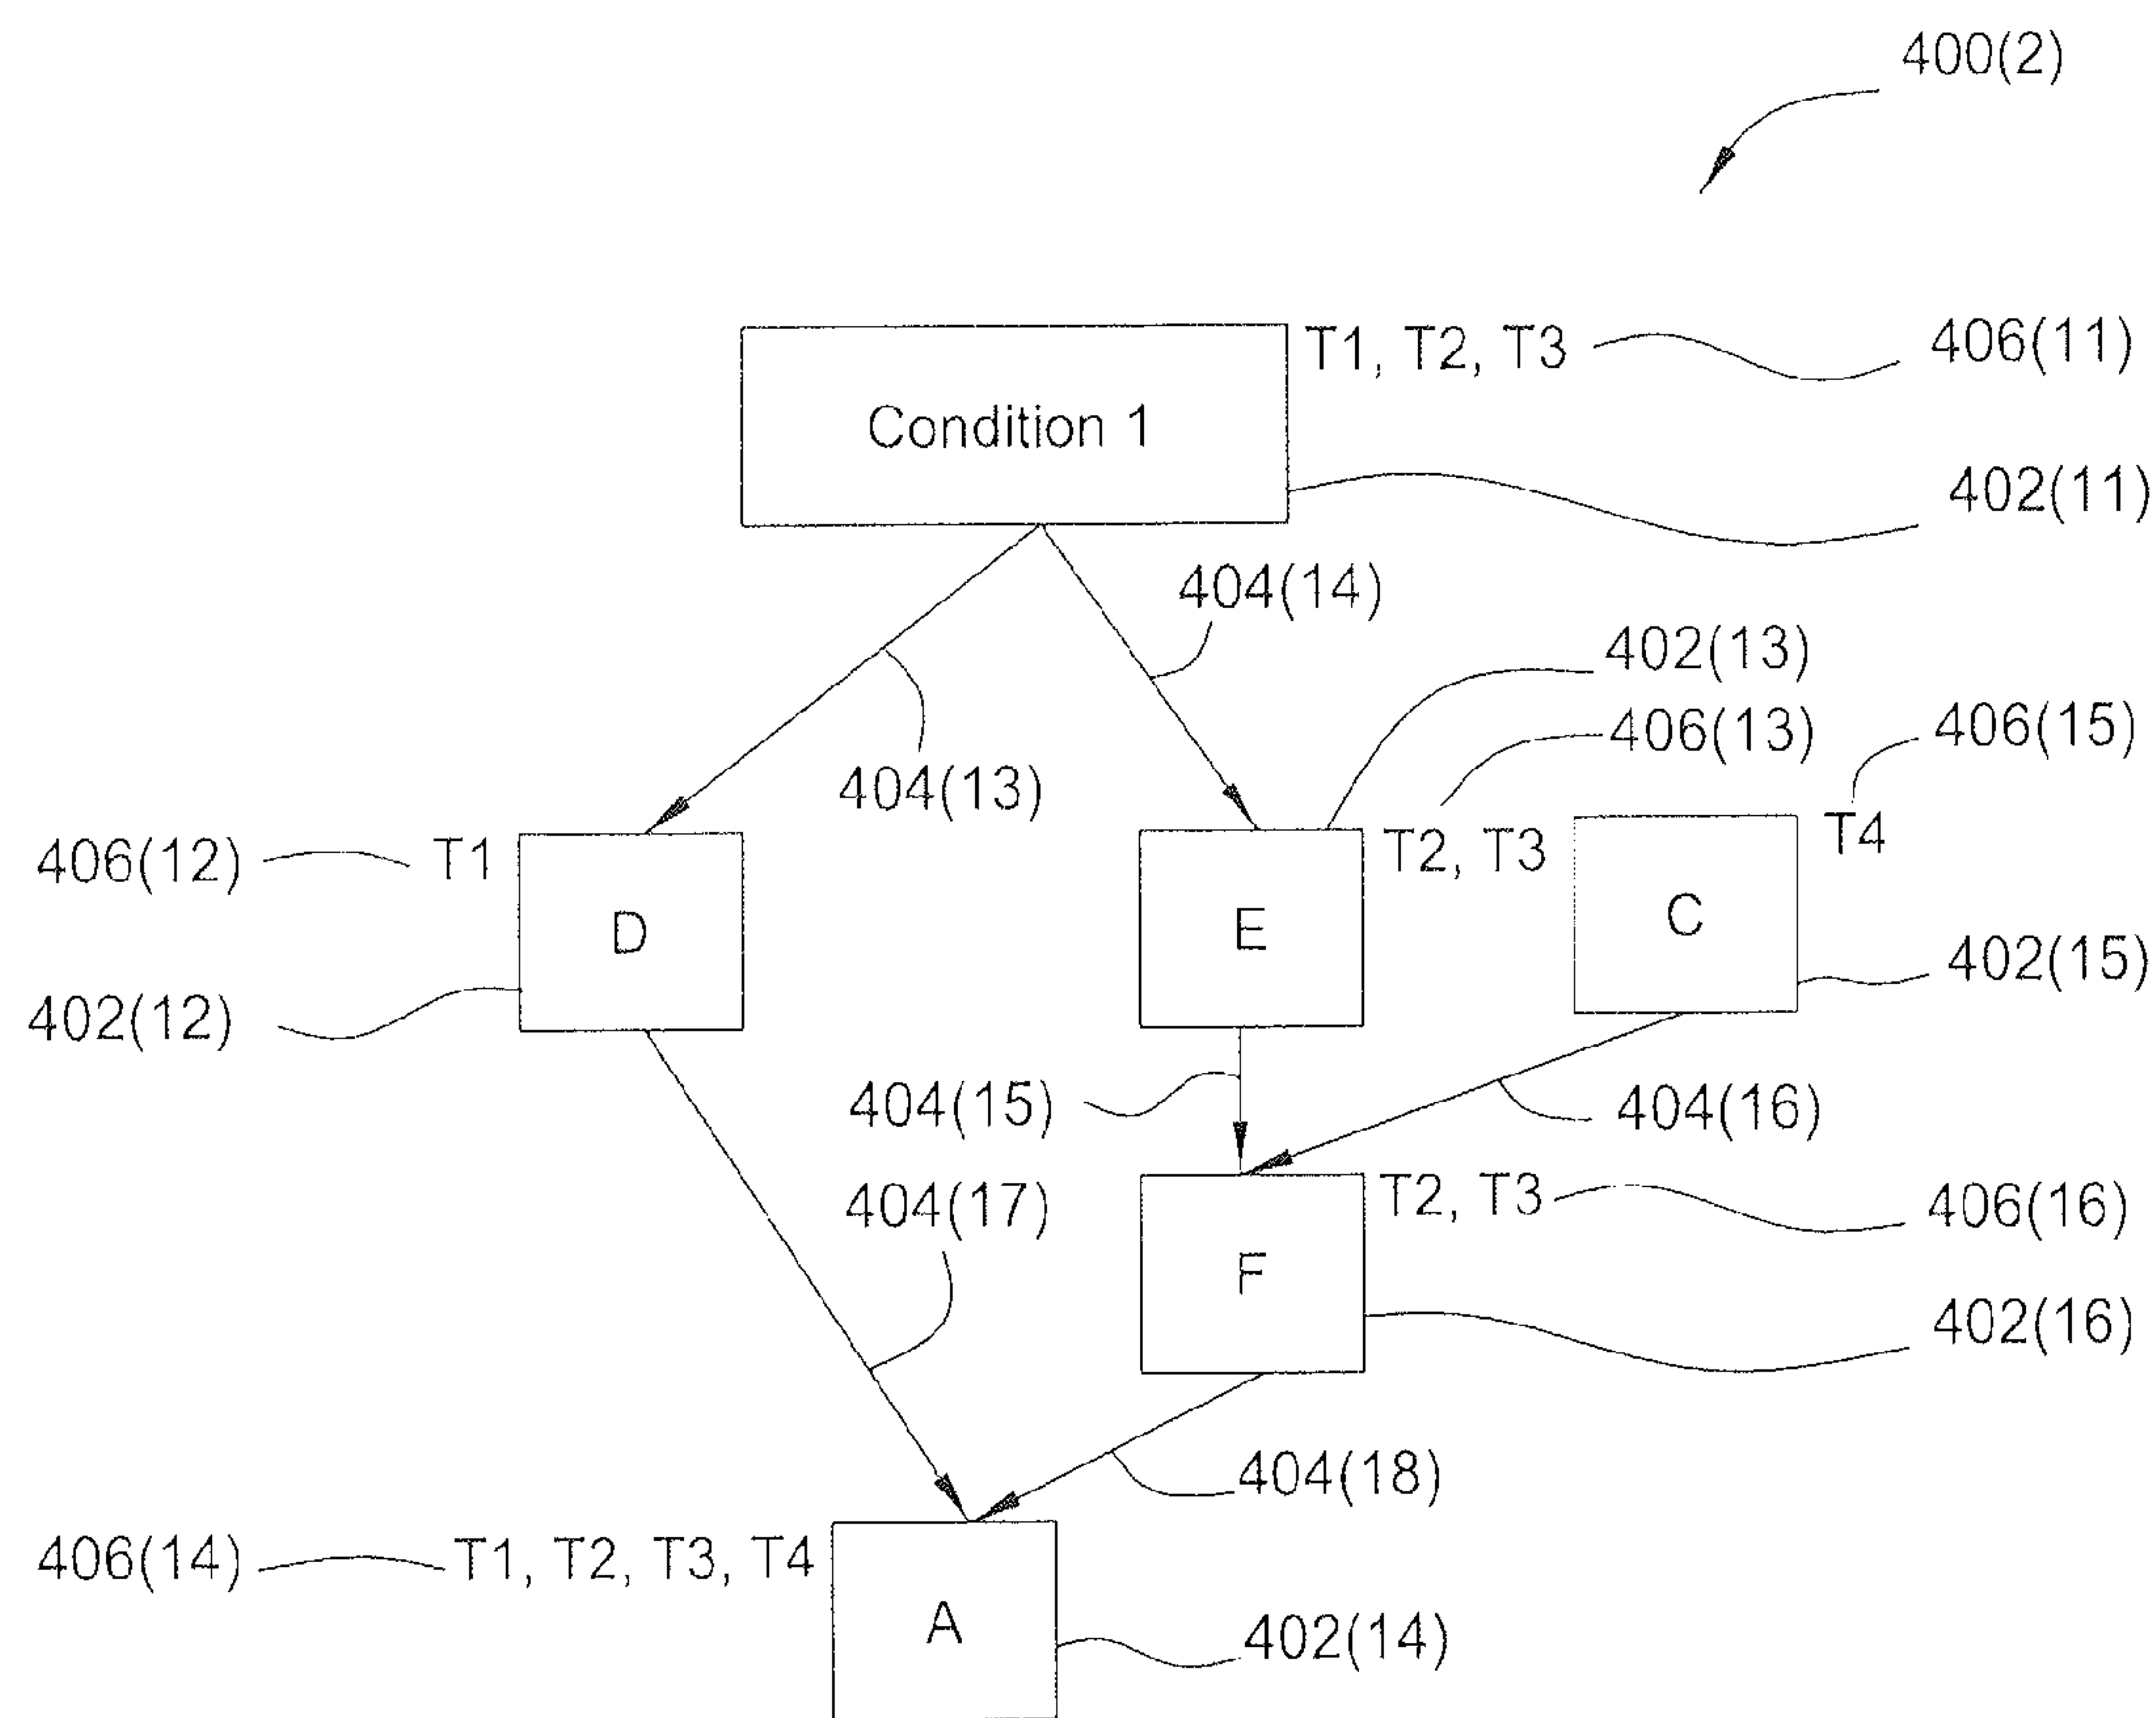 400(2)
T1, T2, T3
406(11)
Condition 1
402(11)
404(14)
402(13)
406(13)
406(15)
404(13)
T4
406(12)
T1
T2, T3
D
E
C
402(15)
402(12)
404(15)
404(16)
404(17)
T2, T3
406(16)
F
402(16)
404(18)
406(14)
T1, T2, T3, T4
A
402(14)